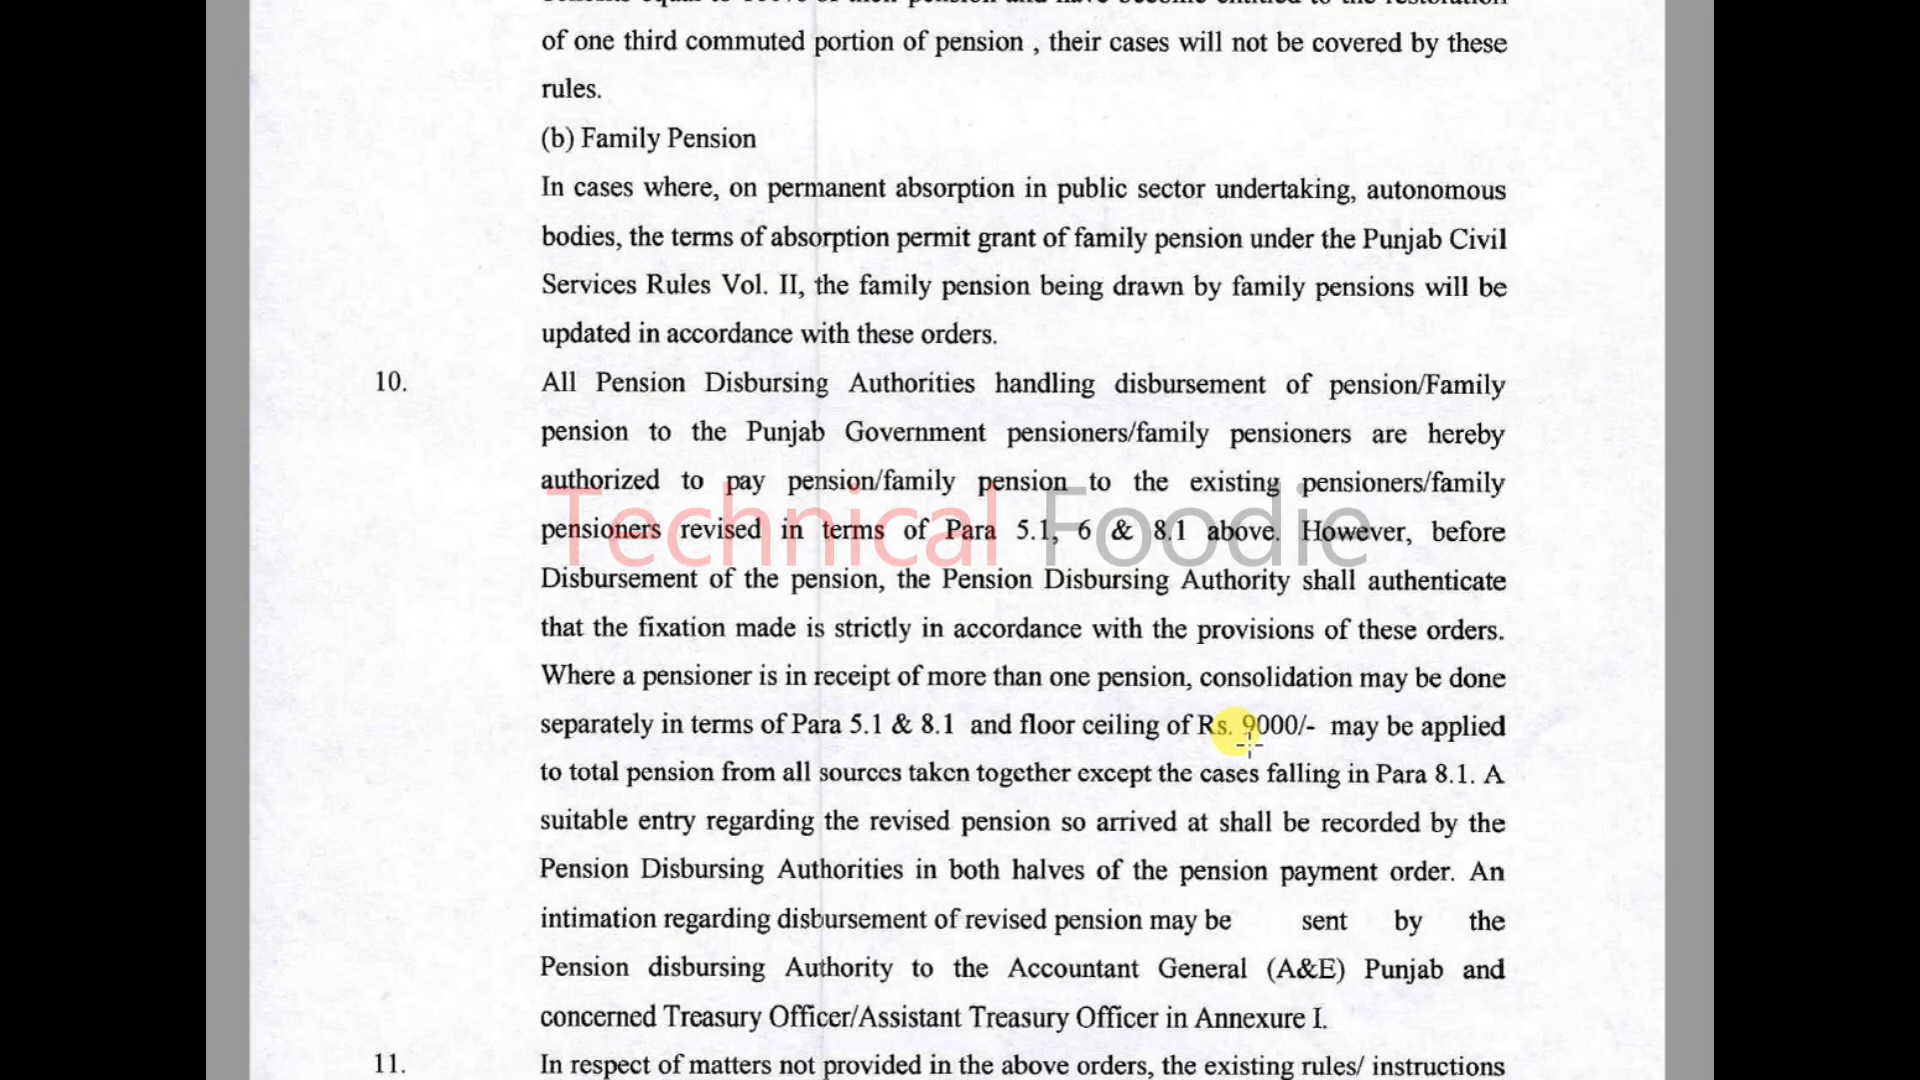 of one third commuted portion of pension , their cases will not be covered by these
rules.
(b) Family Pension
In cases where, on permanent absorption in public sector undertaking, autonomous
bodies, the terms of absorption permit grant of family pension under the Punjab Civil
Services Rules Vol. II, the family pension being drawn by family pensions will be
updated in accordance with these orders.
10. All Pension Disbursing Authorities handling disbursement of pension/Family
pension to the Punjab Government pensioners/family pensioners are hereby
authorized to pay pension/family pension to the existing pensioners/family
Technical Foodie
pensioners revised in terms of Para 5.1, 6 & 8.1 above. However, before
Disbursement of the pension, the Pension Disbursing Authority shall authenticate
that the fixation made is strictly in accordance with the provisions of these orders.
Where a pensioner is in receipt of more than one pension, consolidation may be done
separately in terms of Para 5.1 & 8.1 and floor ceiling of Rs. 9000/- may be applied
to total pension from all sources taken together except the cases falling in Para 8.1. A
suitable entry regarding the revised pension so arrived at shall be recorded by the
Pension Disbursing Authorities in both halves of the pension payment order. An
intimation regarding disbursement of revised pension may be sent by the
Pension disbursing Authority to the Accountant General (A&E) Punjab and
concerned Treasury Officer/Assistant Treasury Officer in Annexure I.
11. In respect of matters not provided in the above orders, the existing rules/ instructions